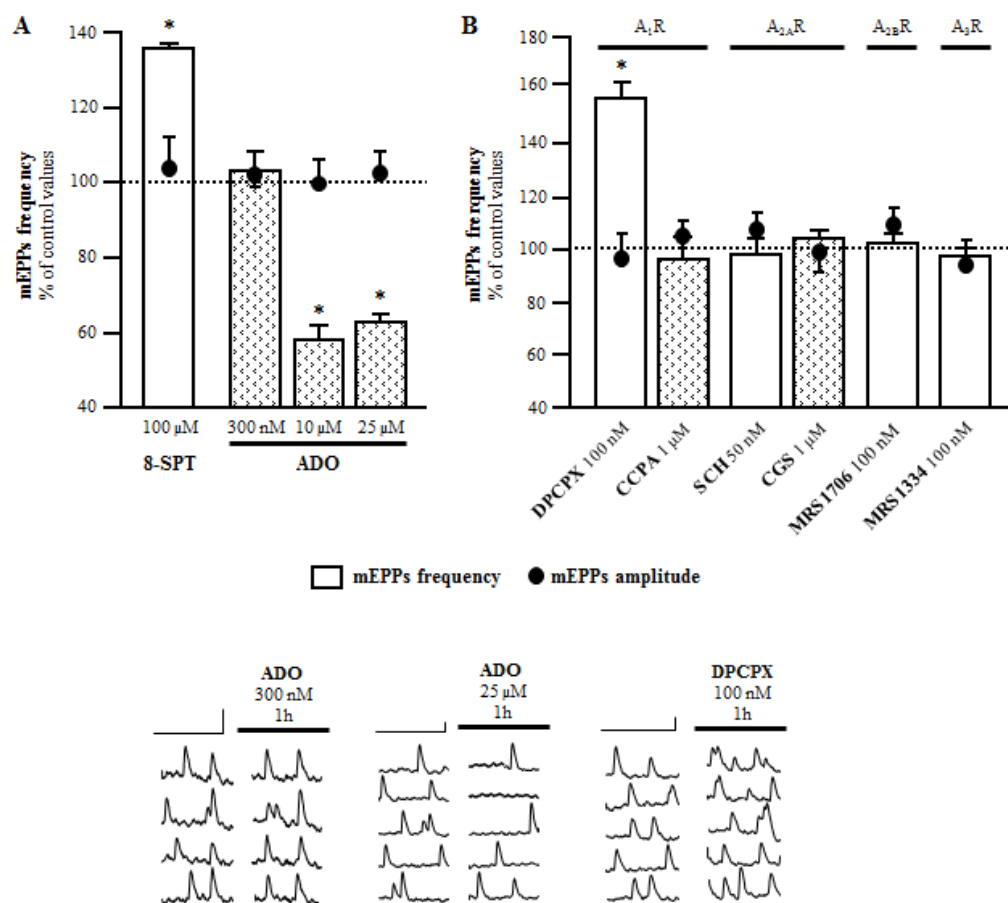 A
mEPPs frequency
% of control values
140
120
100
80
60
40
*
*
*
100 µM
300 nM
10 µM
25 µM
8-SPT
ADO
B
mEPPs frerquency
% of control values
180
160
140
120
100
80
60
40
A1R
A2AR
A2BR
A3R
*
DPCPX 100 nM
CCPA 1 µM
SCH 50 nM
CGS 1 µM
MRS1706 100 nM
MRS1334 100 nM
mEPPs frequency
mEPPs amplitude
ADO
300 nM
1h
ADO
25 µM
1h
DPCPX
100 nM
1h